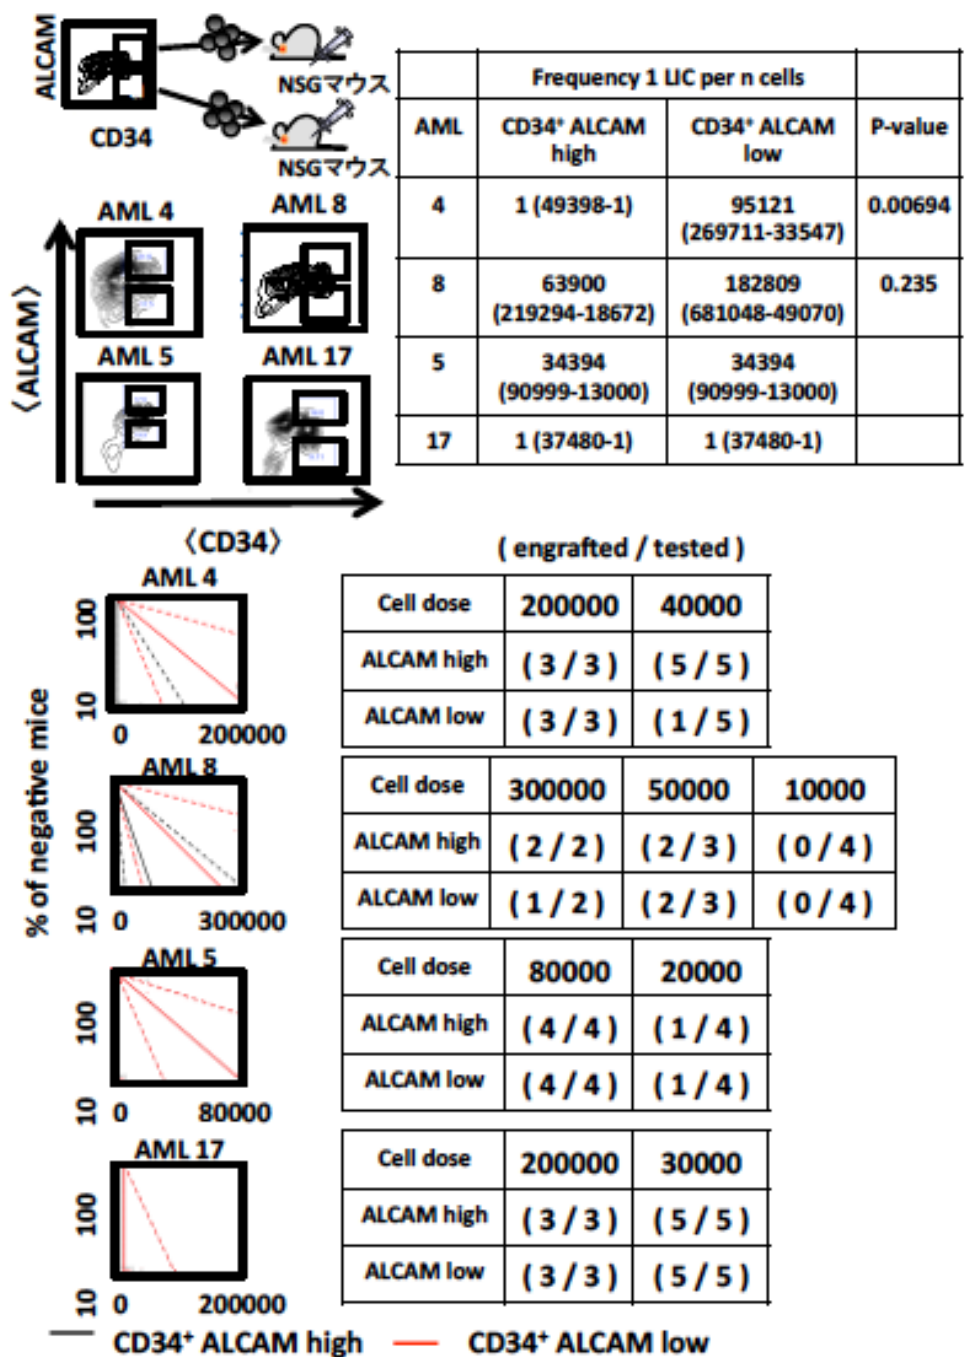 ALCAM
CD34
NSGマウス
NSGマウス
AML 4
AML 8
AML 5
AML 17
〈ALCAM〉
〈CD34〉
Frequency 1 LIC per n cells
AML CD34⁺ ALCAM high CD34⁺ ALCAM low P-value
4 1 (49398-1) 95121 (269711-33547) 0.00694
8 63900 (219294-18672) 182809 (681048-49070) 0.235
5 34394 (90999-13000) 34394 (90999-13000)
17 1 (37480-1) 1 (37480-1)
( engrafted / tested )
% of negative mice
AML 4
100
10
0 200000
Cell dose 200000 40000
ALCAM high ( 3 / 3 ) ( 5 / 5 )
ALCAM low ( 3 / 3 ) ( 1 / 5 )
AML 8
100
10
0 300000
Cell dose 300000 50000 10000
ALCAM high ( 2 / 2 ) ( 2 / 3 ) ( 0 / 4 )
ALCAM low ( 1 / 2 ) ( 2 / 3 ) ( 0 / 4 )
AML 5
100
10
0 80000
Cell dose 80000 20000
ALCAM high ( 4 / 4 ) ( 1 / 4 )
ALCAM low ( 4 / 4 ) ( 1 / 4 )
AML 17
100
10
0 200000
Cell dose 200000 30000
ALCAM high ( 3 / 3 ) ( 5 / 5 )
ALCAM low ( 3 / 3 ) ( 5 / 5 )
CD34⁺ ALCAM high CD34⁺ ALCAM low